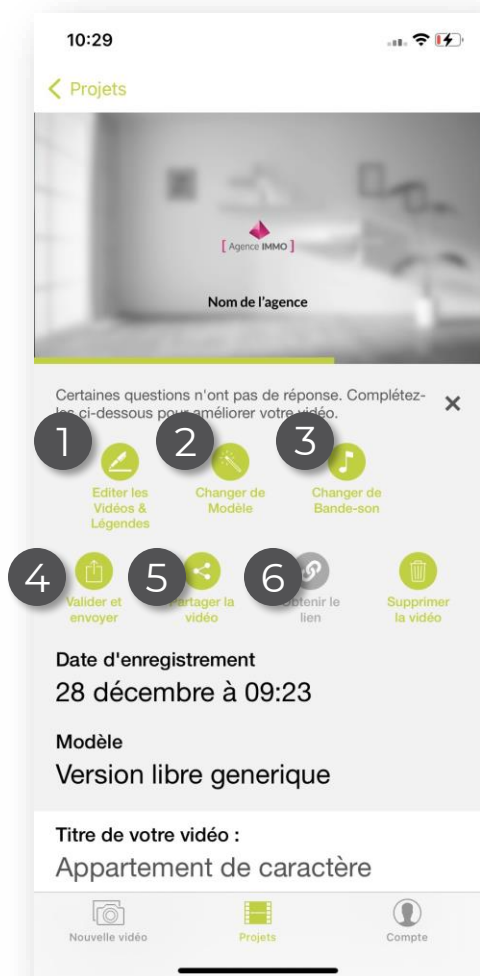 10:29
Projets
[ Agence IMMO ]
Nom de l'agence
Certaines questions n'ont pas de réponse. Complétez-
les ci-dessous pour améliorer votre vidéo.
1
2
3
Editer les
Vidéos &
Légendes
Changer de
Modèle
Changer de
Bande-son
4
5
6
Valider et
envoyer
Partager la
vidéo
Obtenir le
lien
Supprimer
la vidéo
Date d'enregistrement
28 décembre à 09:23
Modèle
Version libre generique
Titre de votre vidéo :
Appartement de caractère
Nouvelle vidéo
Projets
Compte